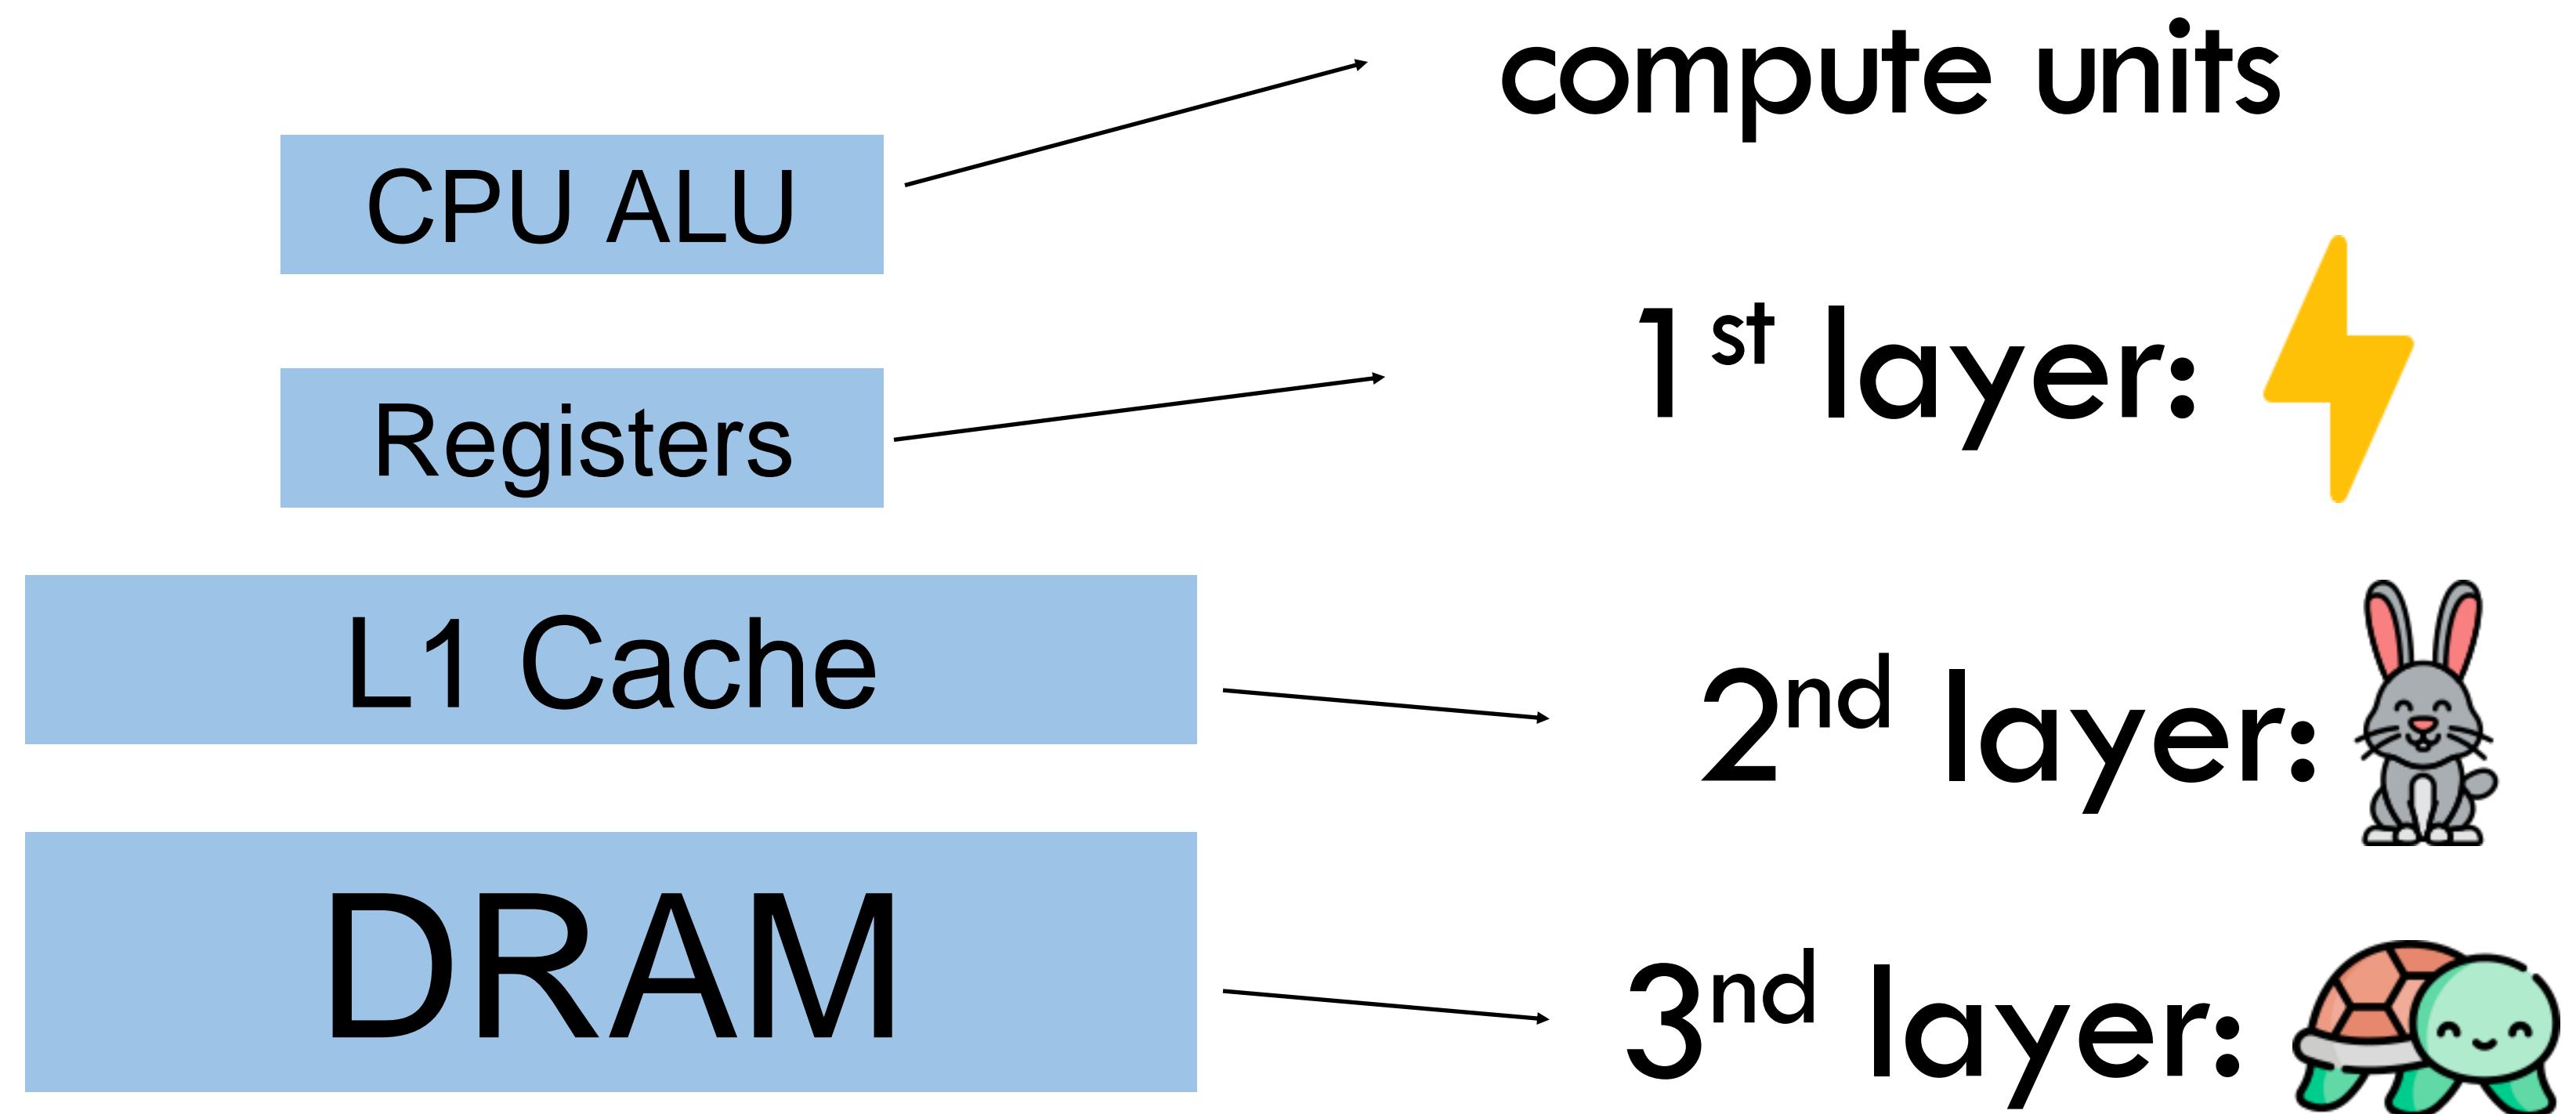 compute units
CPU ALU
1st layer:
Registers
L1 Cache
2nd layer:
DRAM
3nd layer: